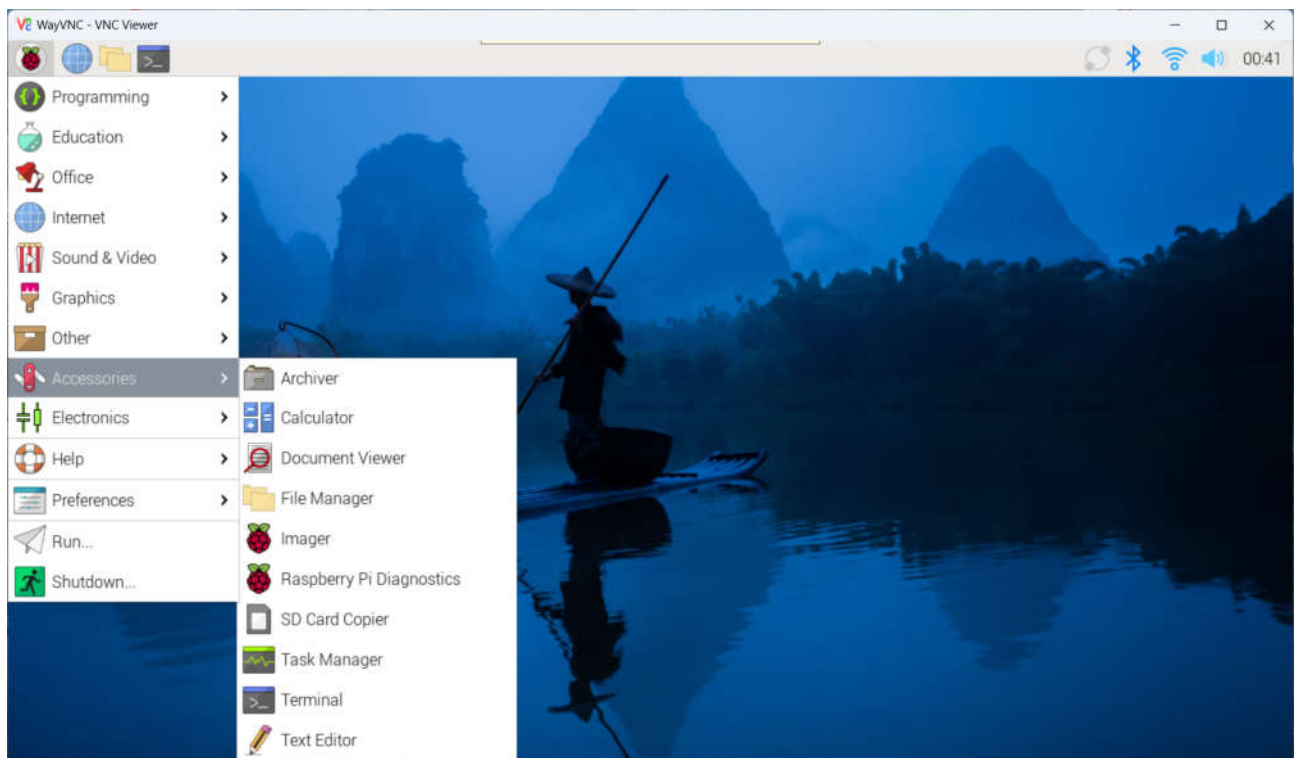 WayVNC - VNC Viewer
00:41
Programming
Education
Office
Internet
Sound & Video
Graphics
Other
Accessories
Electronics
Help
Preferences
Run...
Shutdown...
Archiver
Calculator
Document Viewer
File Manager
Imager
Raspberry Pi Diagnostics
SD Card Copier
Task Manager
Terminal
Text Editor